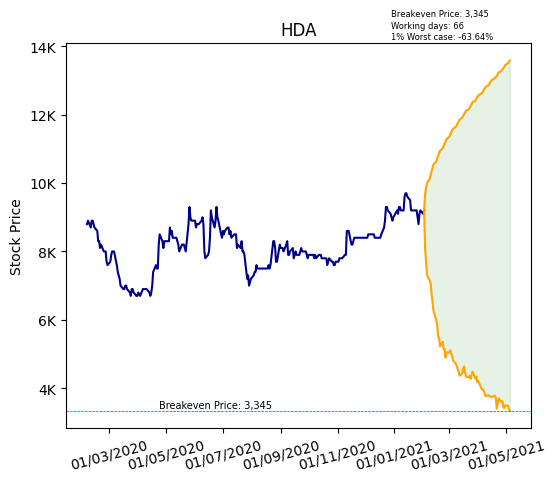 Breakeven Price: 3,345
Working days: 66
1% Worst case: -63.64%
HDA
14K
12K
10K
8K
6K
4K
Stock Price
Breakeven Price: 3,345
01/03/2020
01/05/2020
01/07/2020
01/09/2020
01/11/2020
01/01/2021
01/03/2021
01/05/2021